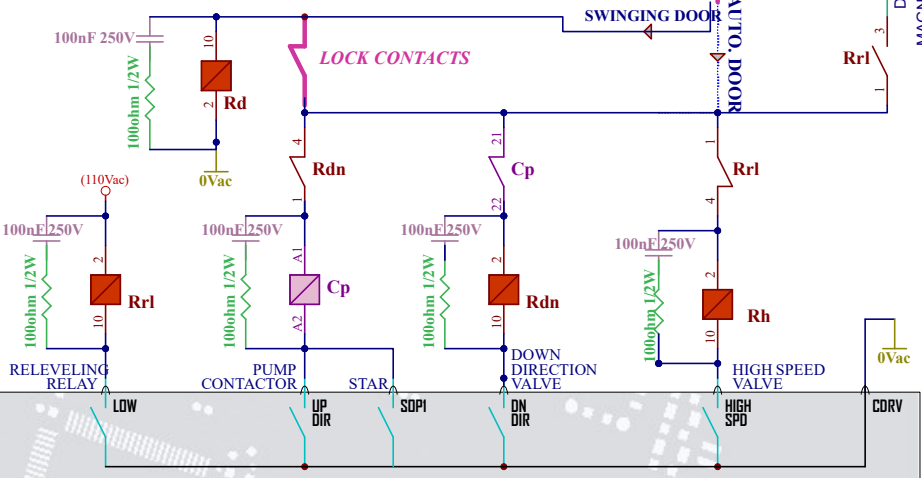 SWINGING DOOR
AUTO. DOOR
100nF 250V
10
2
Rd
100ohm 1/2W
0Vac
LOCK CONTACTS
3
Rrl
1
4
Rdn
1
21
Cp
22
1
Rrl
4
(110Vac)
100nF 250V
2
Rrl
10
100ohm 1/2W
100nF 250V
A1
Cp
A2
100ohm 1/2W
100nF 250V
2
Rdn
10
100ohm 1/2W
100nF 250V
2
Rh
10
100ohm 1/2W
0Vac
RELEVELING
RELAY
PUMP
CONTACTOR
STAR
DOWN
DIRECTION
VALVE
HIGH SPEED
VALVE
LOW
UP
DIR
SOP1
DN
DIR
HIGH
SPD
CDRV